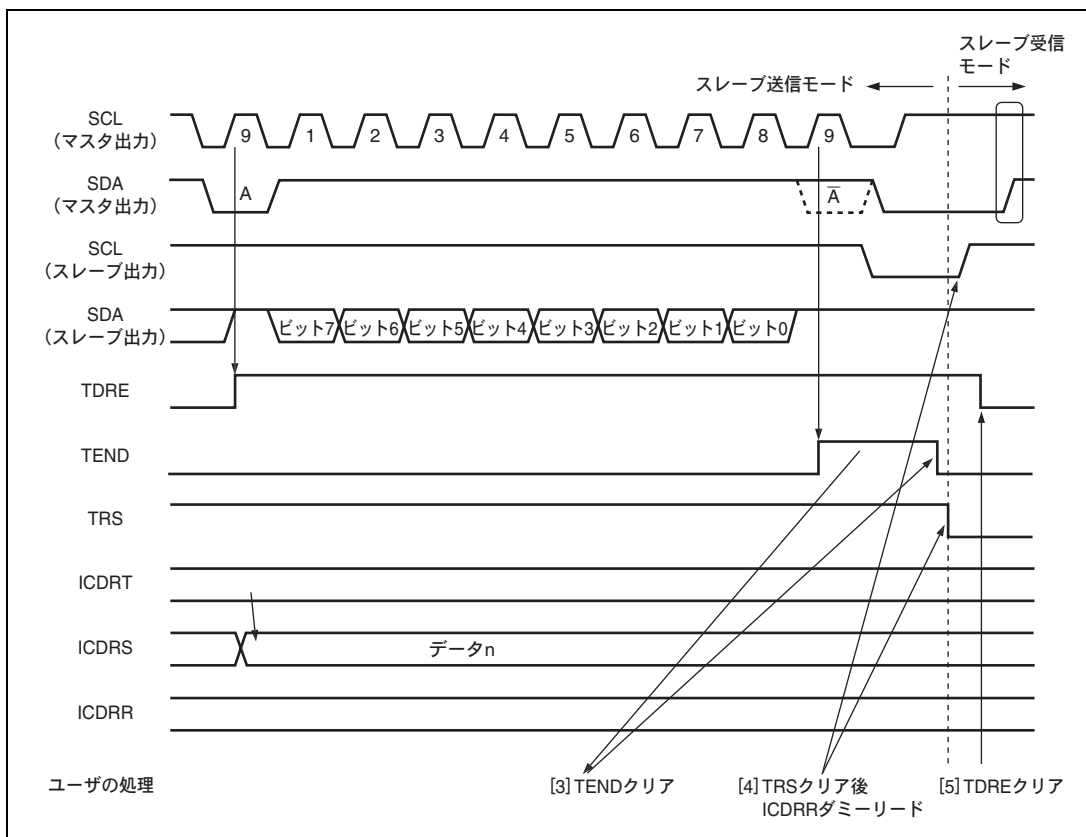 スレーブ受信
モード
スレーブ送信モード
SCL
（マスタ出力）
9 1 2 3 4 5 6 7 8 9
SDA
（マスタ出力）
A A̅
SCL
（スレーブ出力）
SDA
（スレーブ出力）
ビット7 ビット6 ビット5 ビット4 ビット3 ビット2 ビット1 ビット0
TDRE
TEND
TRS
ICDRT
ICDRS
データn
ICDRR
ユーザの処理
[3] TENDクリア
[4] TRSクリア後
ICDRRダミーリード
[5] TDREクリア